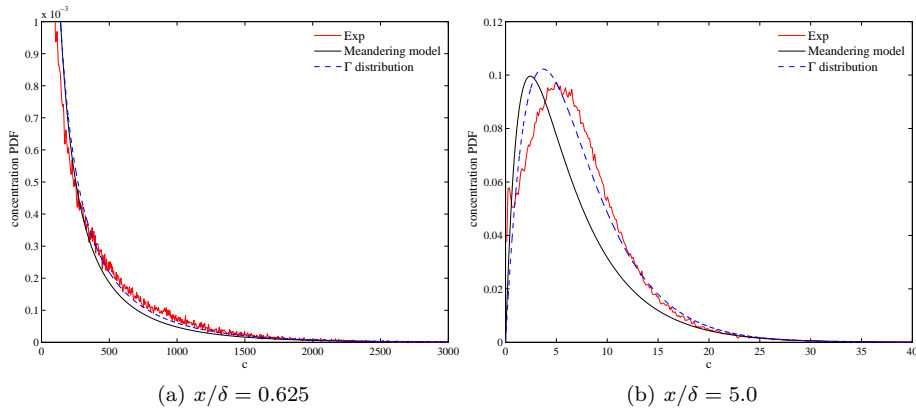 x 10⁻³
1
0.9
0.8
0.7
0.6
0.5
0.4
0.3
0.2
0.1
0
concentration PDF
Exp
Meandering model
Γ distribution
0 500 1000 1500 2000 2500 3000
c
(a) x/δ = 0.625
0.12
0.1
0.08
0.06
0.04
0.02
0
concentration PDF
Exp
Meandering model
Γ distribution
0 5 10 15 20 25 30 35 40
c
(b) x/δ = 5.0